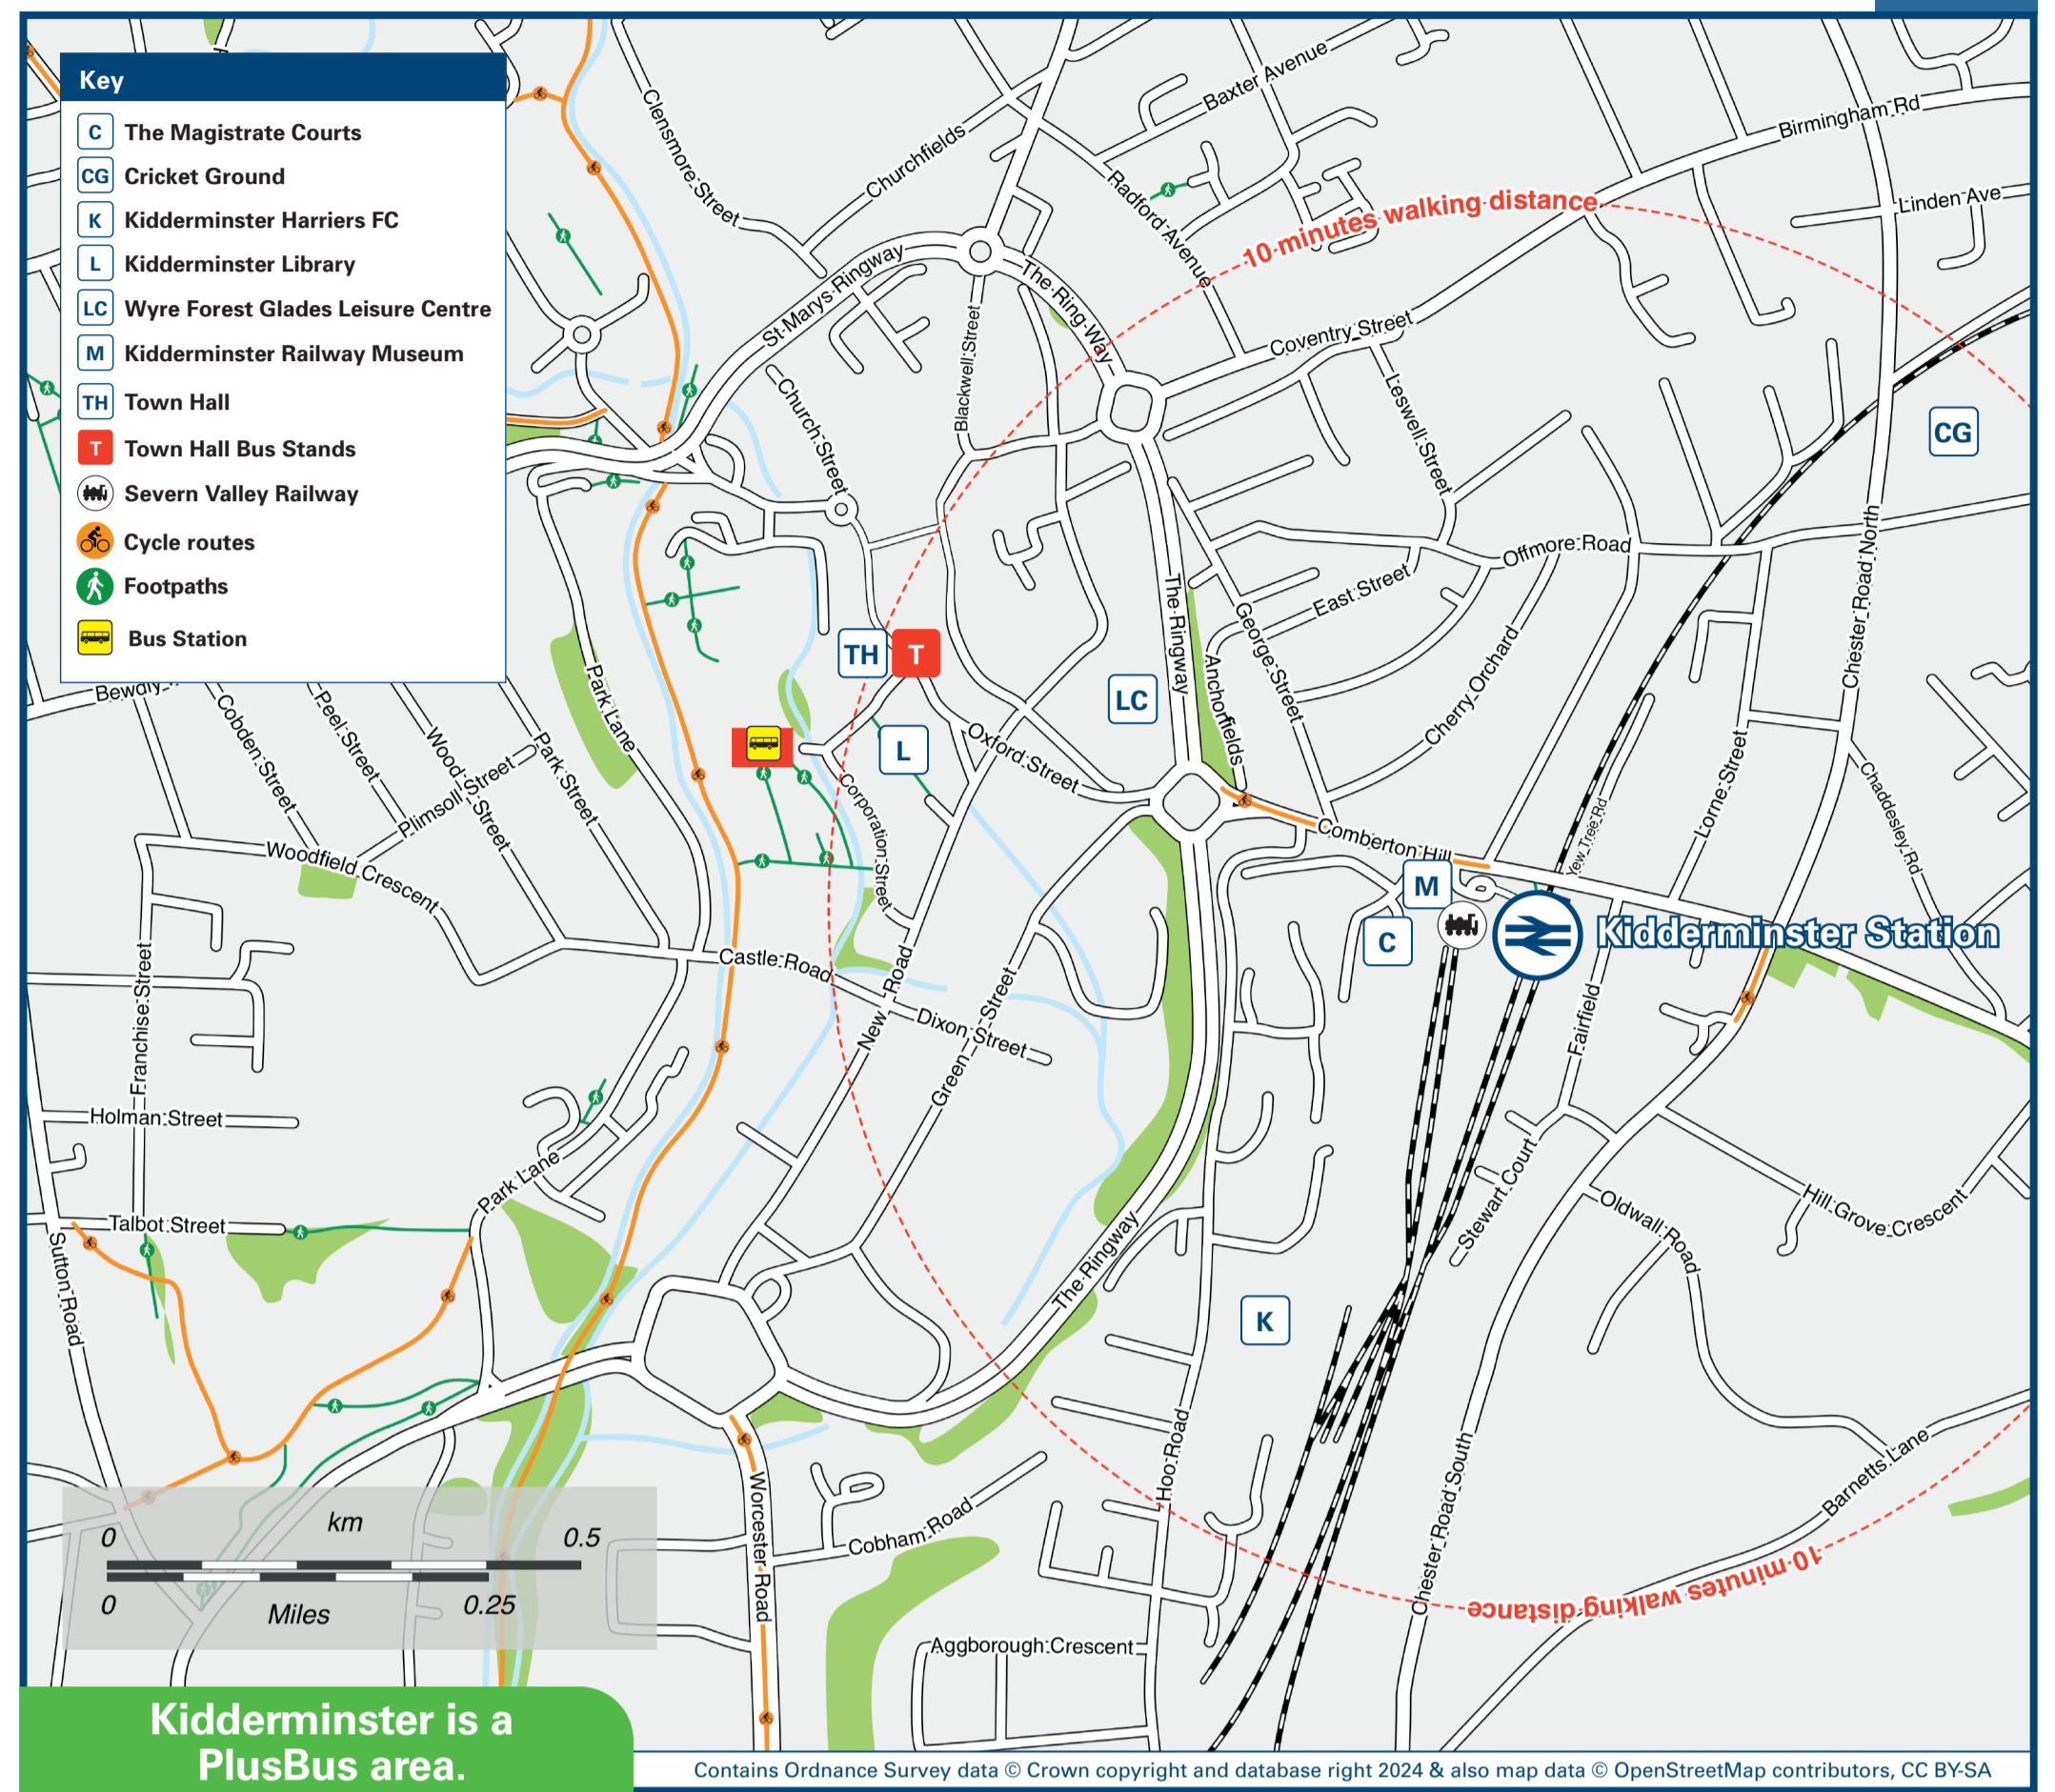 Key
C The Magistrate Courts
CG Cricket Ground
K Kidderminster Harriers FC
L Kidderminster Library
LC Wyre Forest Glades Leisure Centre
M Kidderminster Railway Museum
TH Town Hall
T Town Hall Bus Stands
Severn Valley Railway
Cycle routes
Footpaths
Bus Station
Clensmore Street
Churchfields
Baxter Avenue
Birmingham Rd
Linden Ave
Radford Avenue
10 minutes walking distance
St Marys Ringway
The Ring Way
Coventry Street
Blackwell Street
Church Street
Leswell Street
CG
Offmore Road
East Street
Chester Road North
The Ringway
George Street
Anchorfields
Cherry Orchard
TH
T
LC
L
Park Lane
Oxford Street
Corporation Street
Cobden Street
Peel Street
Wood Street
Park Street
Plimsoll Street
Woodfield Crescent
Comberton Hill
Yew Tree Rd
Lorne Street
Chaddesley Rd
M
C
Kidderminster Station
Castle Road
Dixon Street
New Road
Green Street
Franchise Street
Fairfield
Holman Street
Park Lane
Talbot Street
Sutton Road
Stewart Court
Oldwall Road
Hill Grove Crescent
The Ringway
K
Hoo Road
Chester Road South
Barnetts Lane
Worcester Road
Cobham Road
10 minutes walking distance
Aggborough Crescent
km
0 0.5
0 0.25
Miles
Kidderminster is a
PlusBus area.
Contains Ordnance Survey data © Crown copyright and database right 2024 & also map data © OpenStreetMap contributors, CC BY-SA